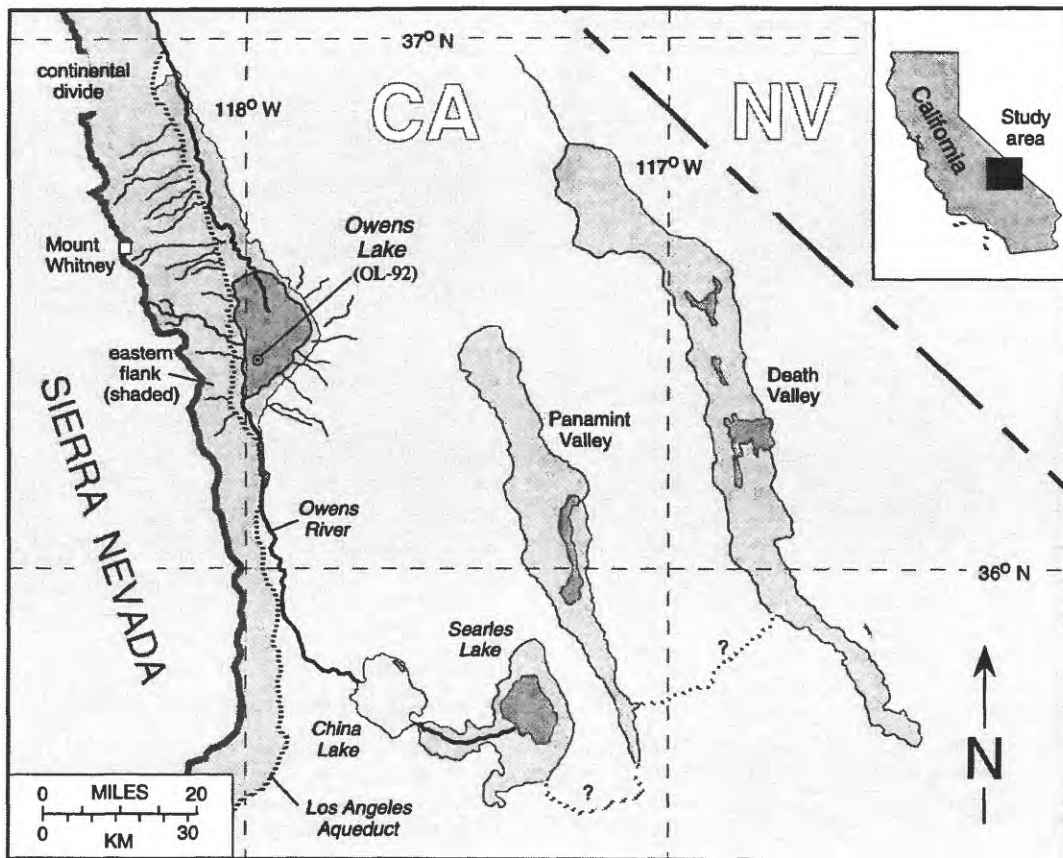 continental
divide
118° W
37° N
CA
NV
117° W
California
Study
area
Mount
Whitney
Owens
Lake
(OL-92)
eastern
flank
(shaded)
Panamint
Valley
Death
Valley
SIERRA NEVADA
Owens
River
36° N
Searles
Lake
?
China
Lake
?
N
0 MILES 20
0 30
KM
Los Angeles
Aqueduct